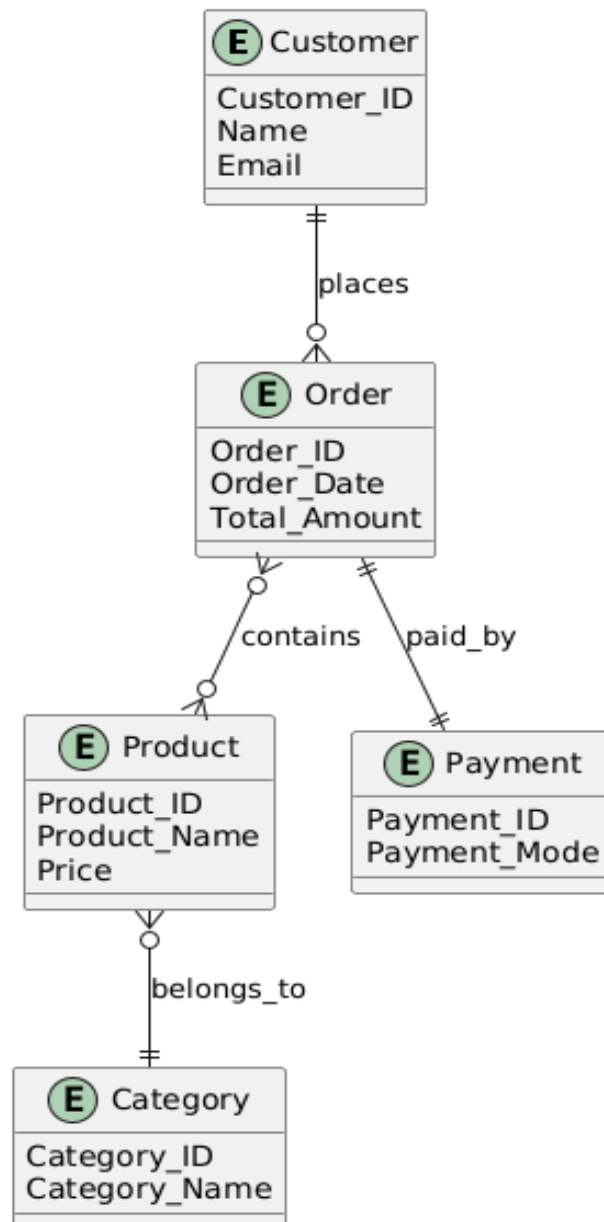 E Customer
Customer_ID
Name
Email
places
E Order
Order_ID
Order_Date
Total_Amount
contains
paid_by
E Product
Product_ID
Product_Name
Price
E Payment
Payment_ID
Payment_Mode
belongs_to
E Category
Category_ID
Category_Name